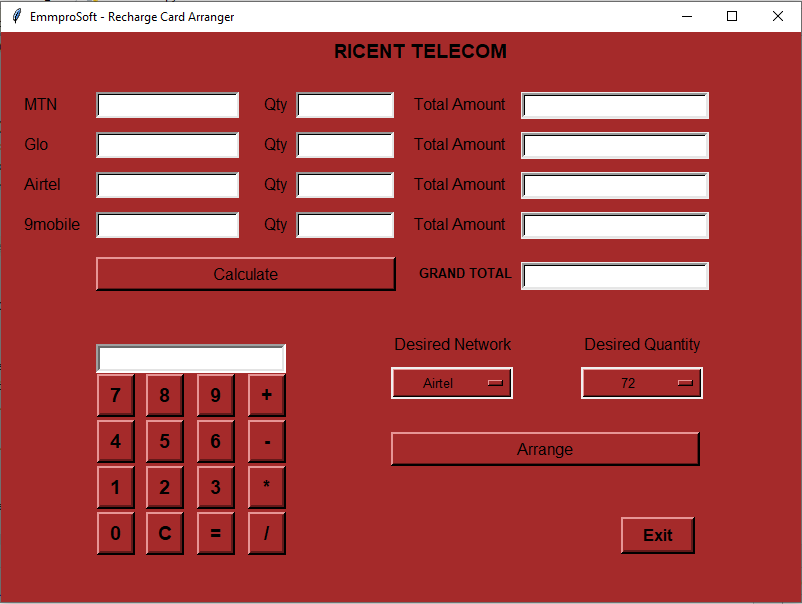 EmmproSoft - Recharge Card Arranger
RICENT TELECOM
MTN Qty Total Amount
Glo Qty Total Amount
Airtel Qty Total Amount
9mobile Qty Total Amount
Calculate GRAND TOTAL
Desired Network Desired Quantity
Airtel 72
7 8 9 +
4 5 6 -
Arrange
1 2 3 *
0 C = /
Exit